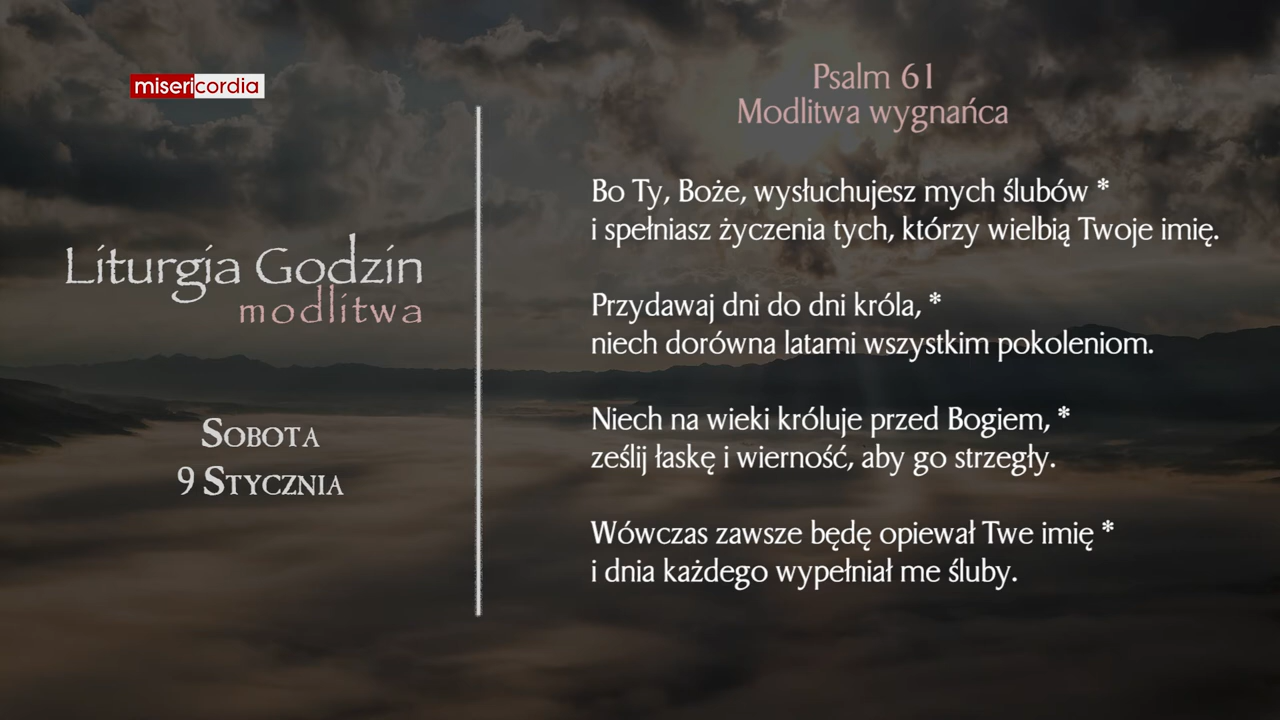 misericordia
Liturgia Godzin
modlitwa
Sobota
9 Stycznia
Psalm 61
Modlitwa wygnańca
Bo Ty, Boże, wysłuchujesz mych ślubów *
i spełniasz życzenia tych, którzy wielbią Twoje imię.
Przydawaj dni do dni króla, *
niech dorówna latami wszystkim pokoleniom.
Niech na wieki króluje przed Bogiem, *
ześlij łaskę i wierność, aby go strzegły.
Wówczas zawsze będę opiewał Twe imię *
i dnia każdego wypełniał me śluby.